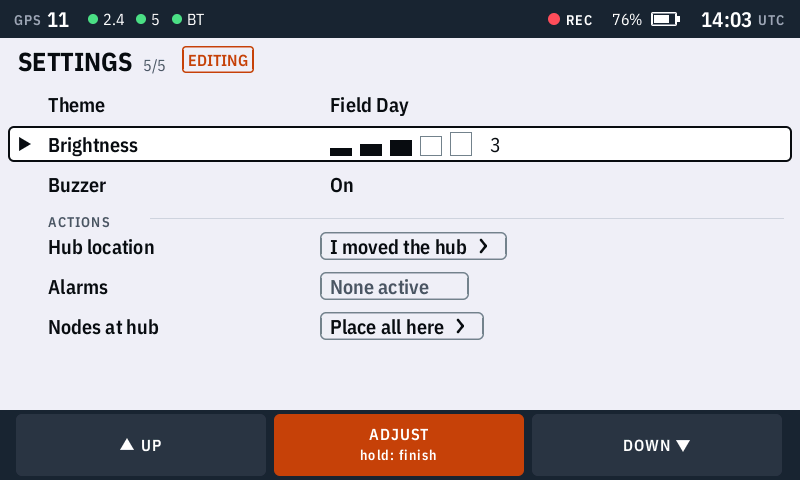 GPS 11 2.4 5 BT REC 76% 14:03 UTC
SETTINGS 5/5 EDITING
Theme Field Day
Brightness 3
Buzzer On
ACTIONS
Hub location I moved the hub
Alarms None active
Nodes at hub Place all here
UP ADJUST DOWN
hold: finish